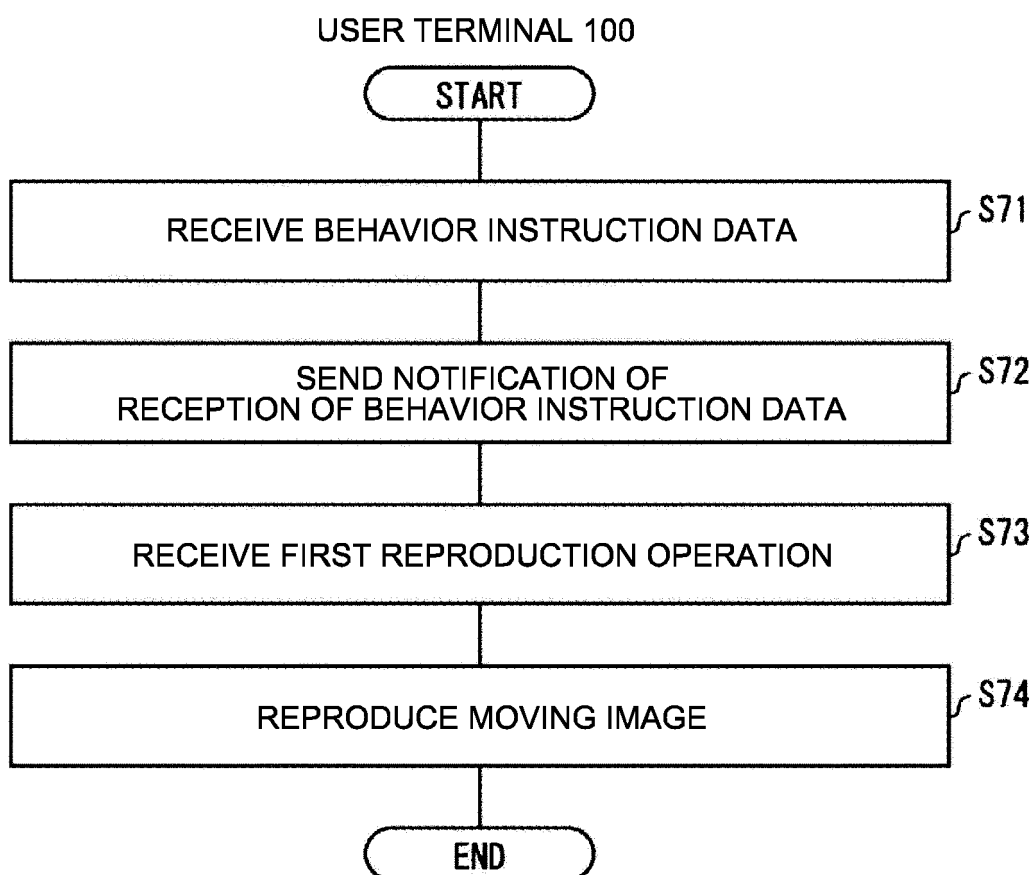 USER TERMINAL 100
START
RECEIVE BEHAVIOR INSTRUCTION DATA
S71
SEND NOTIFICATION OF
RECEPTION OF BEHAVIOR INSTRUCTION DATA
S72
RECEIVE FIRST REPRODUCTION OPERATION
S73
REPRODUCE MOVING IMAGE
S74
END